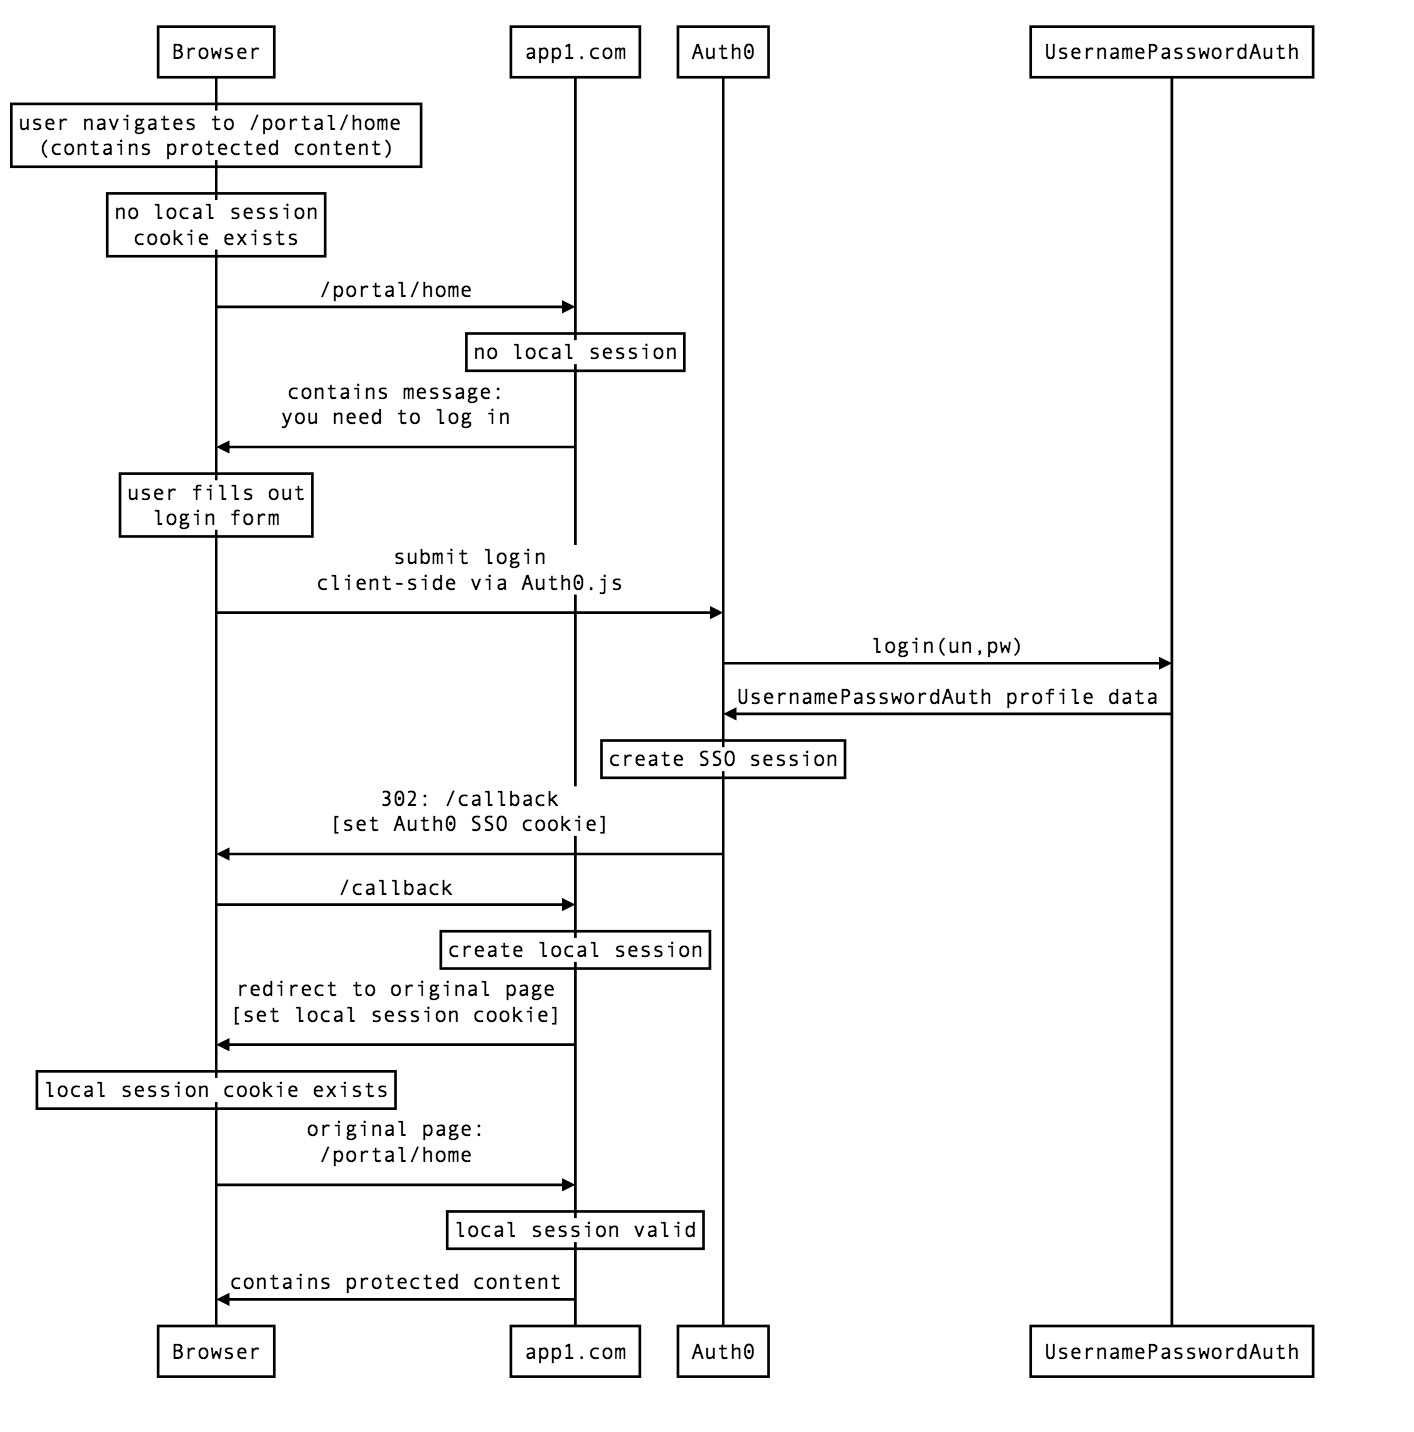 Browser
app1.com
Auth0
UsernamePasswordAuth
user navigates to /portal/home
(contains protected content)
no local session
cookie exists
/portal/home
no local session
contains message:
you need to log in
user fills out
login form
submit login
client-side via Auth0.js
login(un,pw)
UsernamePasswordAuth profile data
create SSO session
302: /callback
[set Auth0 SSO cookie]
/callback
create local session
redirect to original page
[set local session cookie]
local session cookie exists
original page:
/portal/home
local session valid
contains protected content
Browser
app1.com
Auth0
UsernamePasswordAuth